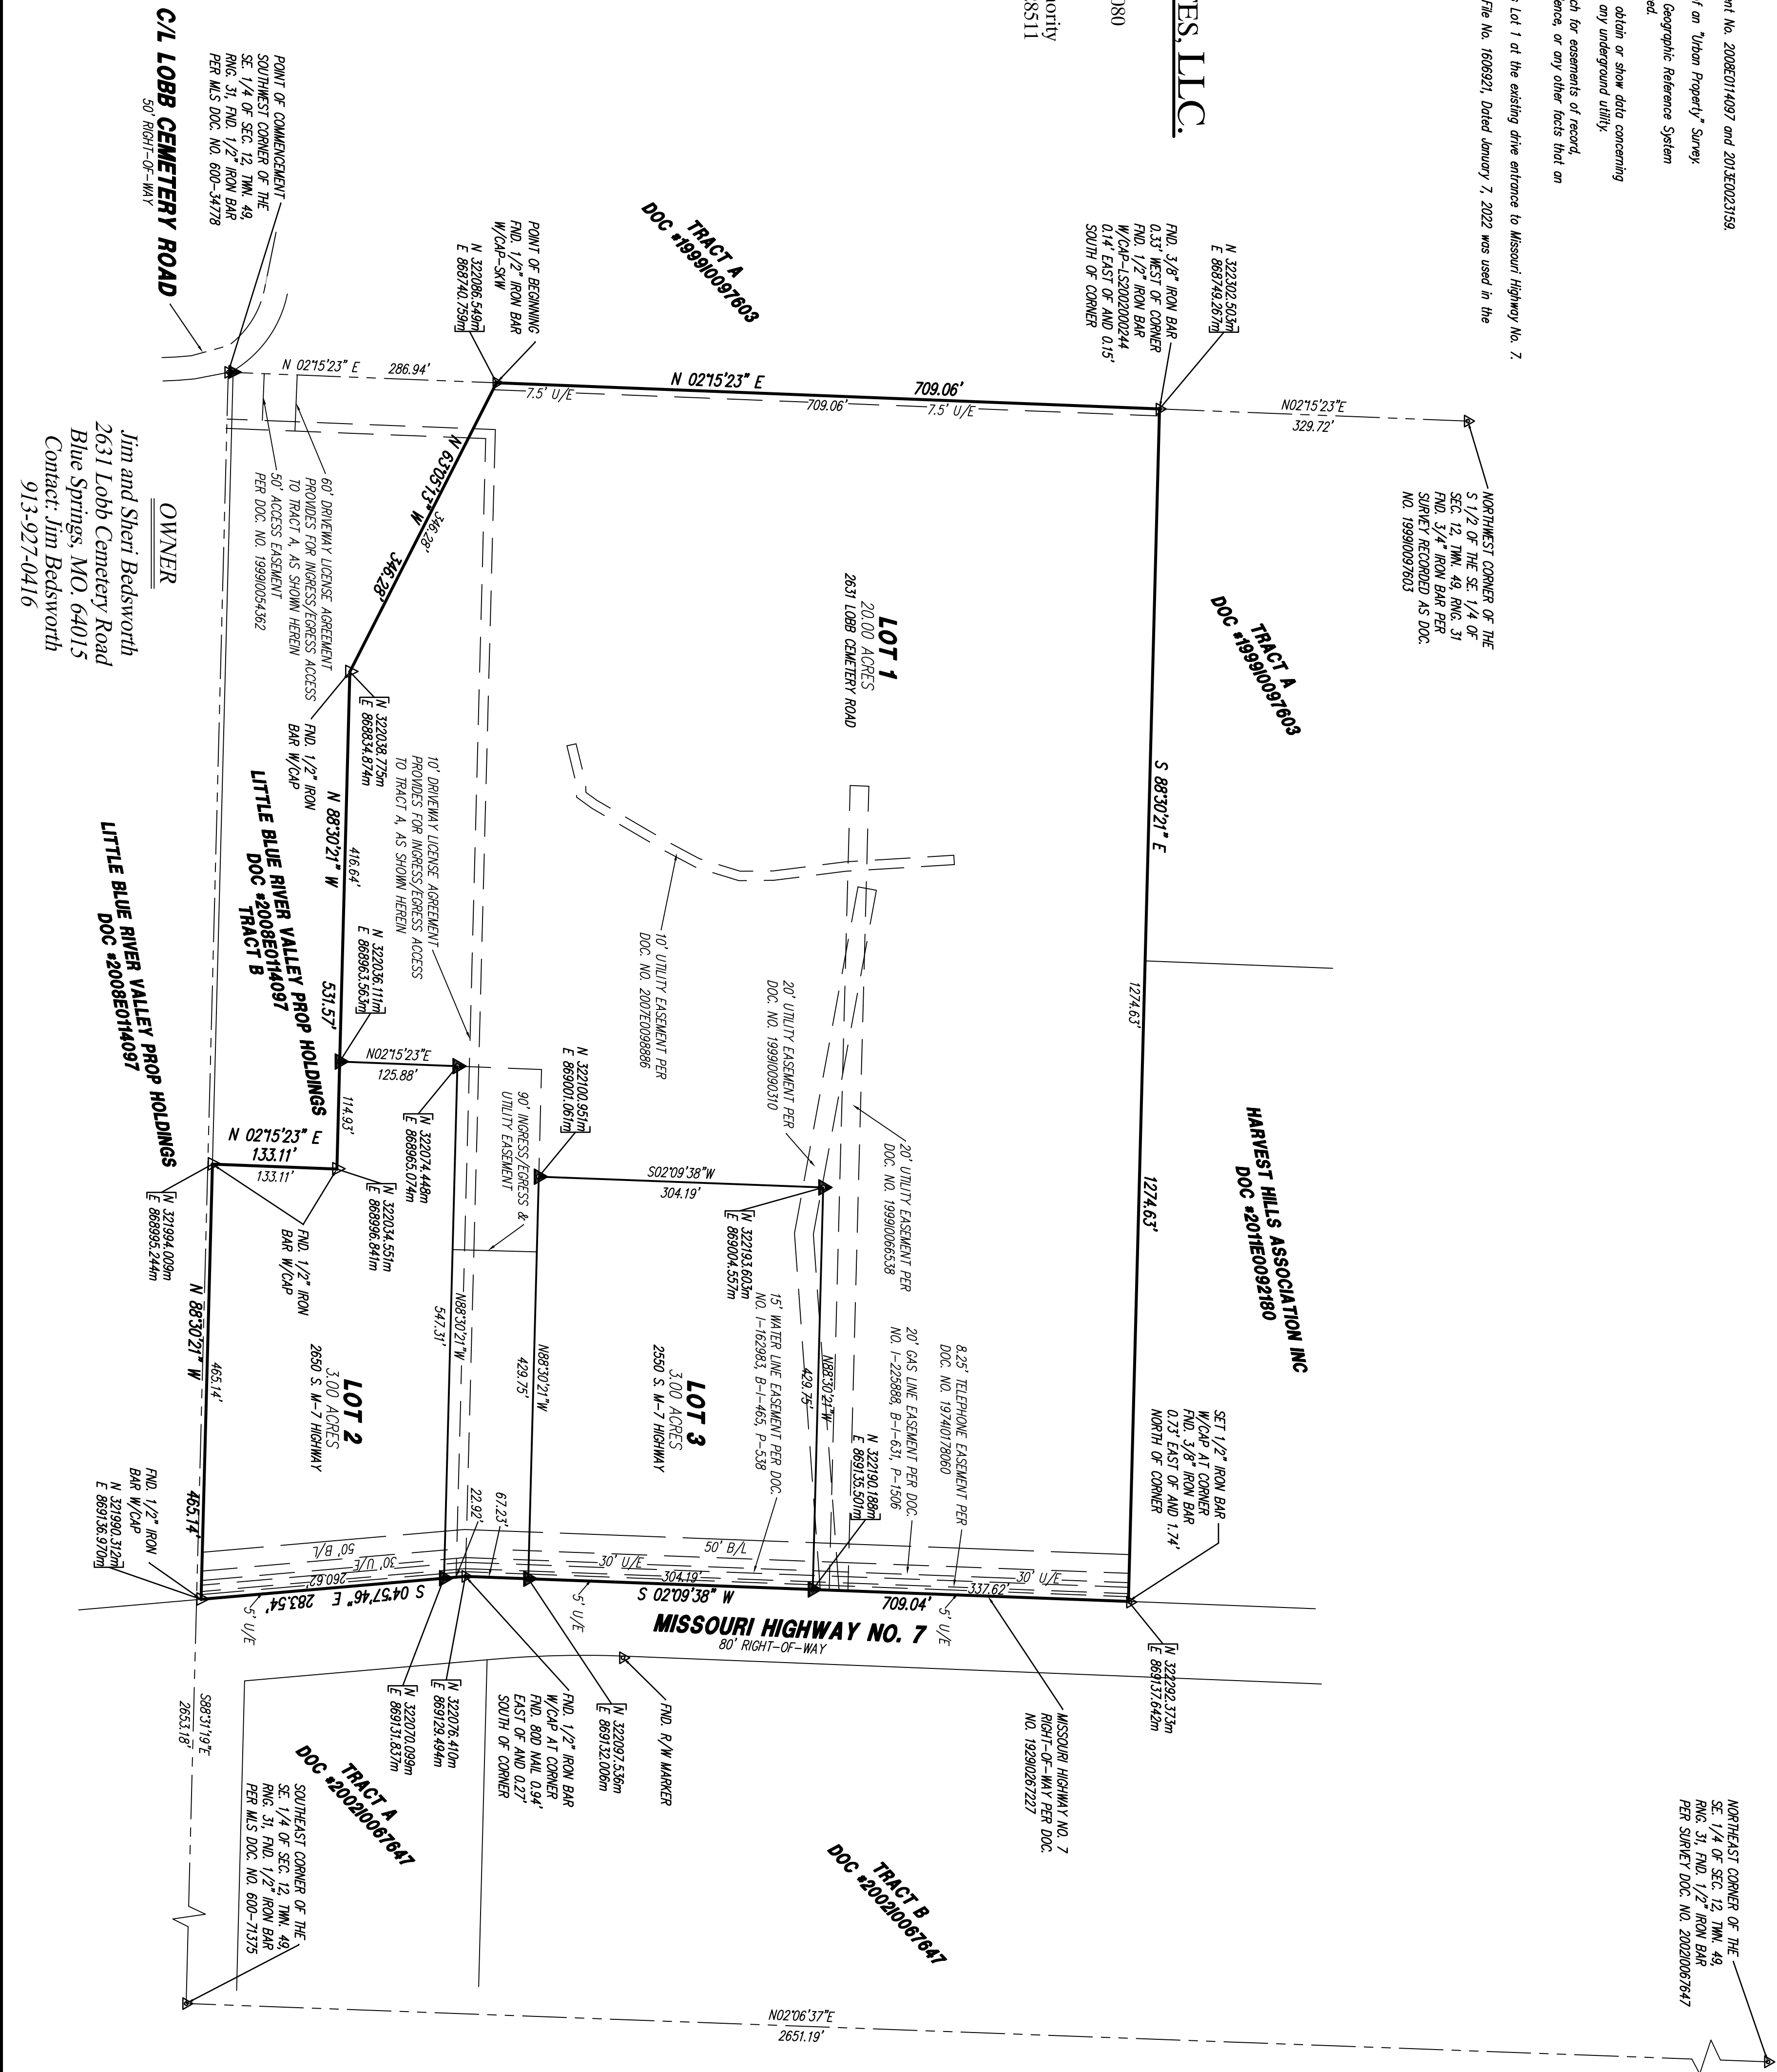 ent No. 2008E0114097 and 2013E0023159.
f an "Urban Property" Survey.
Geographic Reference System
ed.
obtain or show data concerning
any underground utility.
ch for easements of record,
ence, or any other facts that an
s Lot 1 at the existing drive entrance to Missouri Highway No. 7.
File No. 1606921, Dated January 7, 2022 was used in the
TES, LLC.
080
hority
28511
NORTHEAST CORNER OF THE
SE. 1/4 OF SEC. 12, TWN. 49,
RNG. 31, FND. 1/2" IRON BAR
PER SURVEY DOC. NO. 2002I0067647
NORTHWEST CORNER OF THE
S 1/2 OF THE SE. 1/4 OF
SEC. 12, TWN. 49, RNG. 31
FND. 3/4" IRON BAR PER
SURVEY RECORDED AS DOC.
NO. 1999I0097603
N02°15'23"E
329.72'
N 322302.503m
E 868749.267m
FND. 3/8" IRON BAR
0.33' WEST OF CORNER
FND. 1/2" IRON BAR
W/CAP-LS2002000244
0.14' EAST OF AND 0.15'
SOUTH OF CORNER
TRACT A
DOC #1999I0097603
HARVEST HILLS ASSOCIATION INC
DOC #2011E0092180
S 88°30'21" E
1274.63'
1274.63'
SET 1/2" IRON BAR
W/CAP AT CORNER
FND. 3/8" IRON BAR
0.73' EAST OF AND 1.74'
NORTH OF CORNER
N 322292.373m
E 869137.642m
MISSOURI HIGHWAY NO. 7
RIGHT-OF-WAY PER DOC.
NO. 1929I0267227
TRACT A
DOC #1999I0097603
N 02°15'23" E
709.06'
7.5' U/E
709.06'
7.5' U/E
LOT 1
20.00 ACRES
2631 LOBB CEMETERY ROAD
10' UTILITY EASEMENT PER
DOC. NO. 2007E0098886
20' UTILITY EASEMENT PER
DOC. NO. 1999I0090310
20' UTILITY EASEMENT PER
DOC. NO. 1999I0066538
8.25' TELEPHONE EASEMENT PER
DOC. NO. 1974I0178060
20' GAS LINE EASEMENT PER DOC.
NO. I-225888, B-I-631, P-1506
15' WATER LINE EASEMENT PER DOC.
NO. I-162983, B-I-465, P-538
N 322190.188m
E 869135.501m
N 322193.603m
E 869004.557m
N88°30'21"W
429.75'
S02°09'38"W
304.19'
LOT 3
3.00 ACRES
2550 S. M-7 HIGHWAY
N 322100.951m
E 869001.061m
N88°30'21"W
429.75'
90' INGRESS/EGRESS &
UTILITY EASEMENT
50' B/L
30' U/E
30' U/E
337.62'
304.19'
S 02°09'38" W
709.04'
5' U/E
5' U/E
MISSOURI HIGHWAY NO. 7
80' RIGHT-OF-WAY
FND. R/W MARKER
N 322097.536m
E 869132.006m
FND. 1/2" IRON BAR
W/CAP AT CORNER
FND. 80D NAIL 0.94'
EAST OF AND 0.27'
SOUTH OF CORNER
N 322076.410m
E 869129.494m
N 322070.099m
E 869131.837m
67.23'
22.92'
TRACT B
DOC #2002I0067647
TRACT A
DOC #2002I0067647
N02°06'37"E
2651.19'
POINT OF BEGINNING
FND. 1/2" IRON BAR
W/CAP-SKW
N 322086.549m
E 868740.759m
N 63°05'13" W
346.28'
346.28'
N 02°15'23" E
286.94'
60' DRIVEWAY LICENSE AGREEMENT
PROVIDES FOR INGRESS/EGRESS ACCESS
TO TRACT A, AS SHOWN HEREIN
50' ACCESS EASEMENT
PER DOC. NO. 1999I0054362
10' DRIVEWAY LICENSE AGREEMENT
PROVIDES FOR INGRESS/EGRESS ACCESS
TO TRACT A, AS SHOWN HEREIN
N 322038.775m
E 868834.874m
FND. 1/2" IRON
BAR W/CAP
N 88°30'21" W
416.64'
531.57'
N 322036.111m
E 868963.563m
N02°15'23"E
125.88'
N 322074.448m
E 868965.074m
114.93'
N 322034.551m
E 868996.841m
N 02°15'23" E
133.11'
133.11'
FND. 1/2" IRON
BAR W/CAP
N 321994.009m
E 868995.244m
N88°30'21"W
547.31'
LOT 2
3.00 ACRES
2650 S. M-7 HIGHWAY
50' B/L
30' U/E
260.62'
S 04°57'46" E 283.54'
5' U/E
N 88°30'21" W
465.14'
465.14'
FND. 1/2" IRON
BAR W/CAP
N 321990.312m
E 869136.970m
S88°31'19"E
2653.18'
SOUTHEAST CORNER OF THE
SE. 1/4 OF SEC. 12, TWN. 49,
RNG. 31, FND. 1/2" IRON BAR
PER MLS DOC. NO. 600-71375
LITTLE BLUE RIVER VALLEY PROP HOLDINGS
DOC #2008E0114097
TRACT B
LITTLE BLUE RIVER VALLEY PROP HOLDINGS
DOC #2008E0114097
POINT OF COMMENCEMENT
SOUTHWEST CORNER OF THE
SE. 1/4 OF SEC. 12, TWN. 49,
RNG. 31, FND. 1/2" IRON BAR
PER MLS DOC. NO. 600-34778
C/L LOBB CEMETERY ROAD
50' RIGHT-OF-WAY
OWNER
Jim and Sheri Bedsworth
2631 Lobb Cemetery Road
Blue Springs, MO. 64015
Contact: Jim Bedsworth
913-927-0416